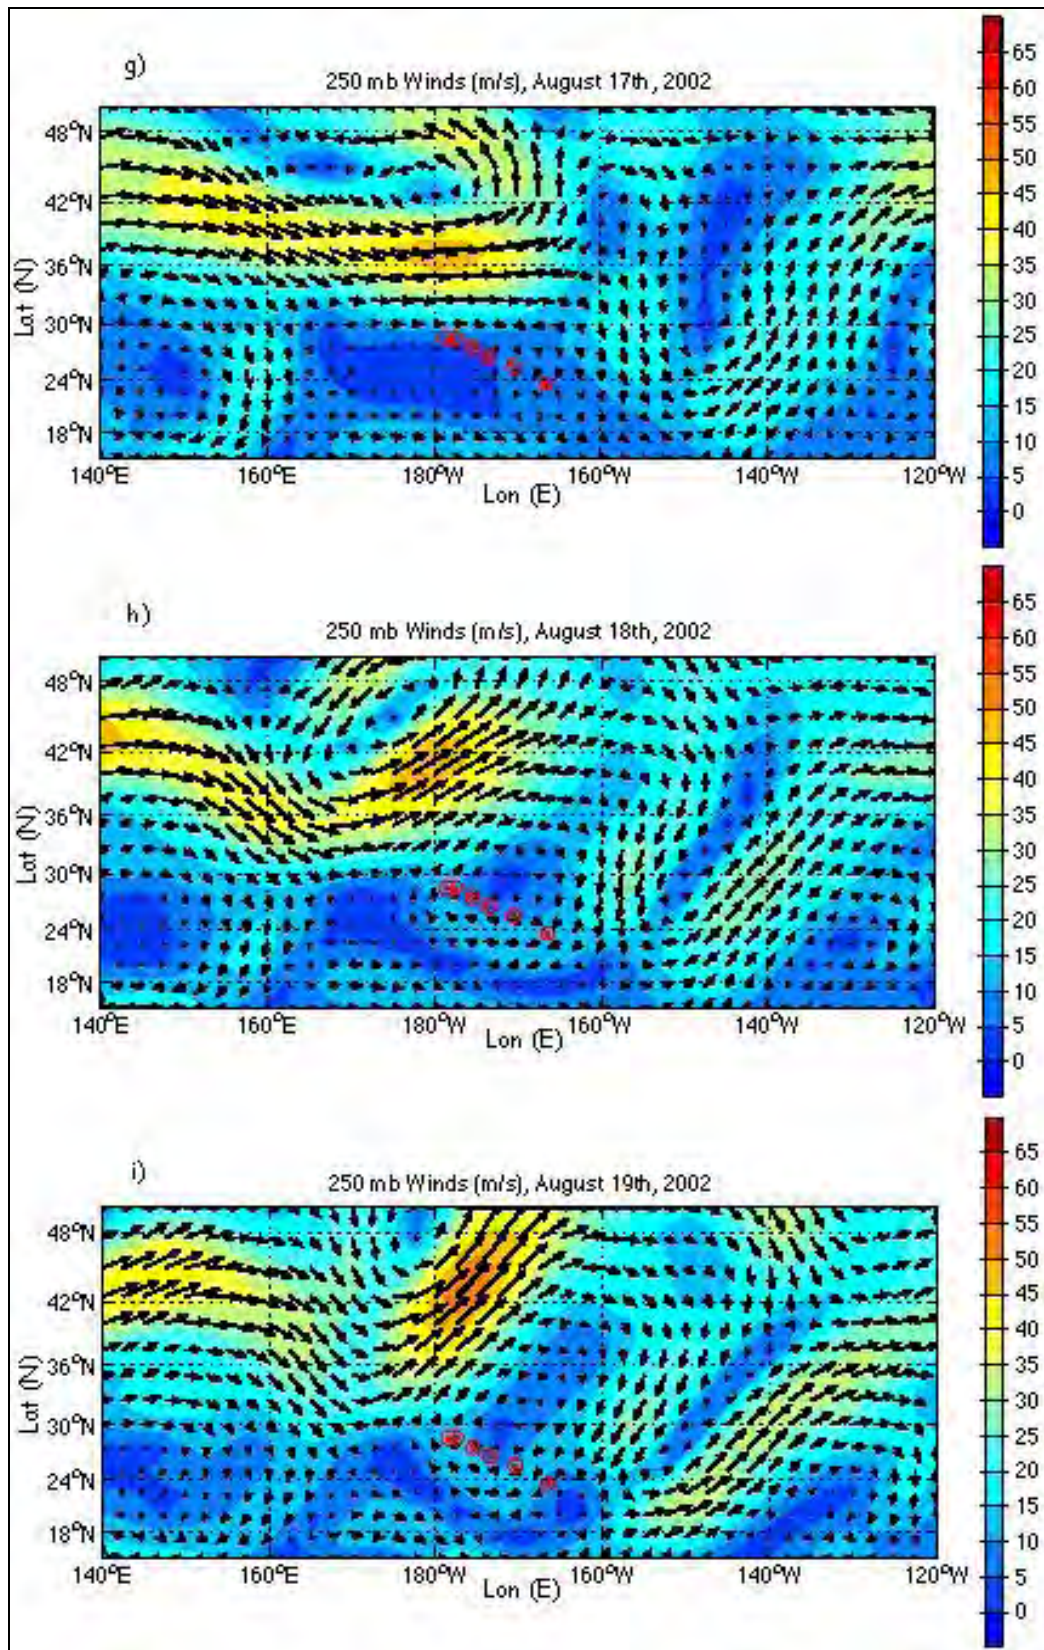 g)
250 mb Winds (m/s), August 17th, 2002
48°N
42°N
36°N
30°N
24°N
18°N
Lat (N)
140°E 160°E 180°W 160°W 140°W 120°W
Lon (E)
65
60
55
50
45
40
35
30
25
20
15
10
5
0
h)
250 mb Winds (m/s), August 18th, 2002
48°N
42°N
36°N
30°N
24°N
18°N
Lat (N)
140°E 160°E 180°W 160°W 140°W 120°W
Lon (E)
65
60
55
50
45
40
35
30
25
20
15
10
5
0
i)
250 mb Winds (m/s), August 19th, 2002
48°N
42°N
36°N
30°N
24°N
18°N
Lat (N)
140°E 160°E 180°W 160°W 140°W 120°W
Lon (E)
65
60
55
50
45
40
35
30
25
20
15
10
5
0